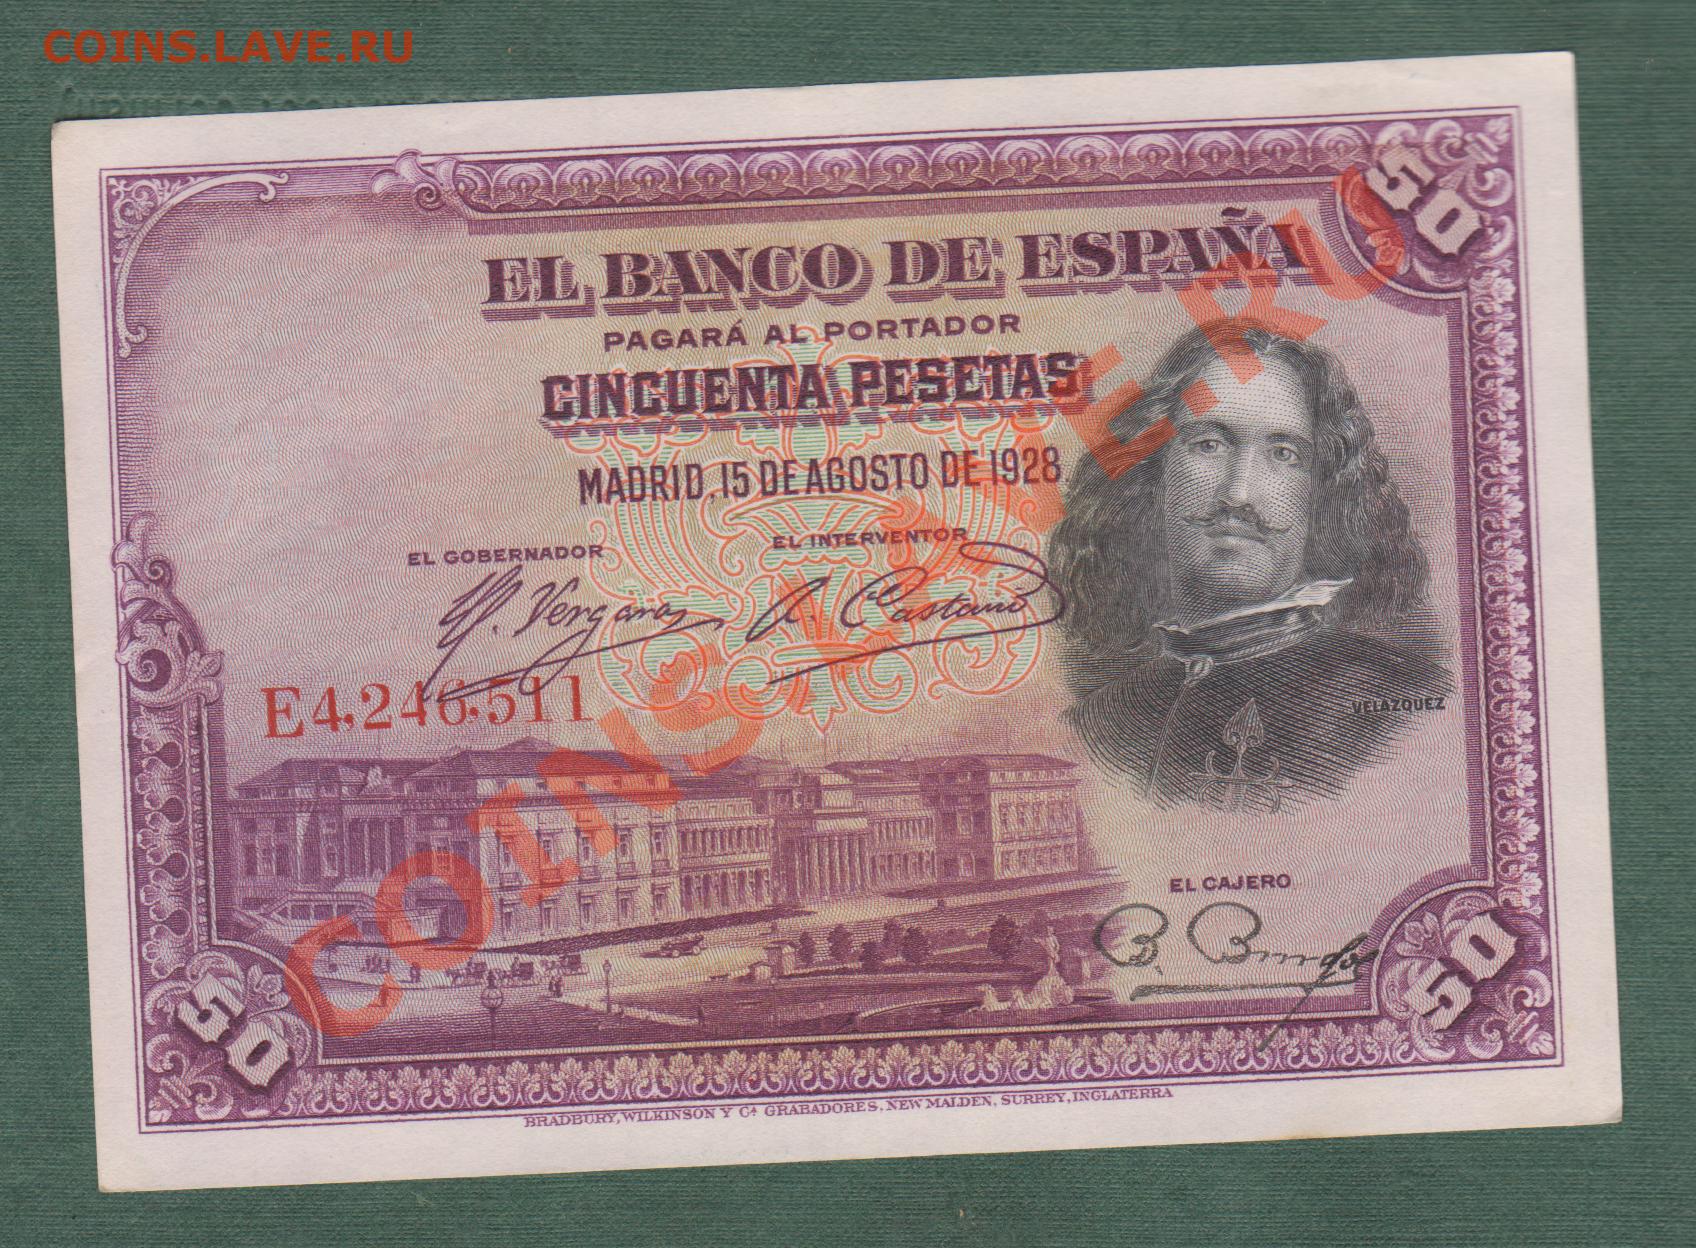 COINS.LAVE.RU
50
EL BANCO DE ESPAÑA
PAGARÁ AL PORTADOR
CINCUENTA PESETAS
MADRID, 15 DE AGOSTO DE 1928.
EL GOBERNADOR
EL INTERVENTOR
Vergara
A. Castaño
E4,246,511
VELAZQUEZ
EL CAJERO
COINS.LAVE.RU
50
50
BRADBURY, WILKINSON Y Cª GRABADORES, NEW MALDEN, SURREY, INGLATERRA